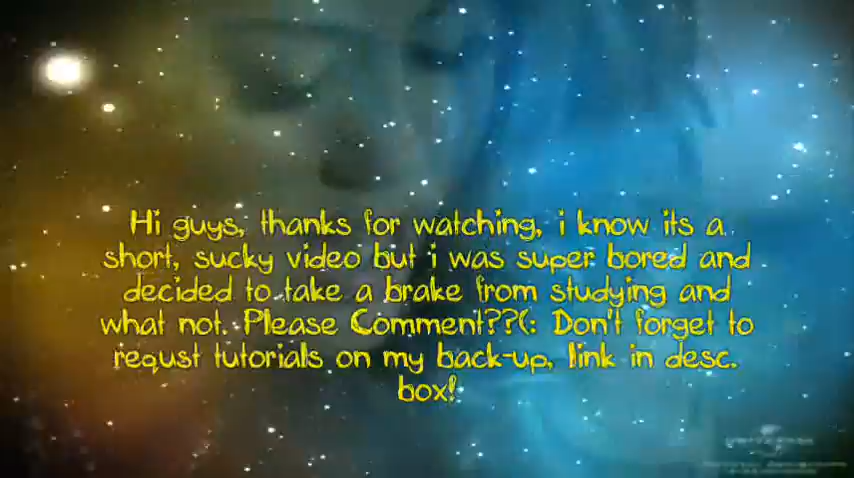 Hi guys, thanks for watching, i know its a
short, sucky video but i was super bored and
decided to take a brake from studying and
what not. Please Comment??(: Don't forget to
requst tutorials on my back-up, link in desc.
box!